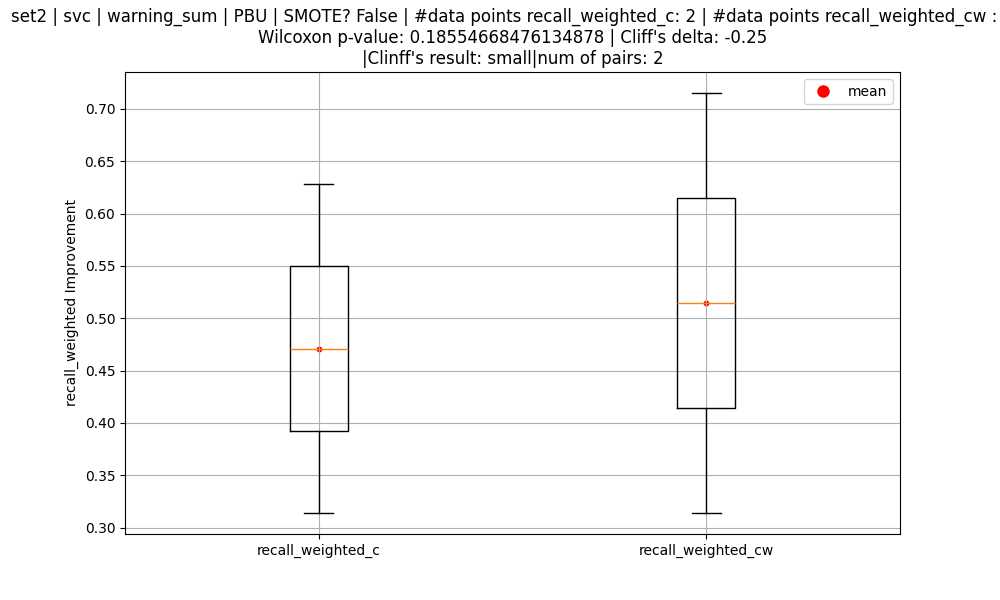 set2 | svc | warning_sum | PBU | SMOTE? False | #data points recall_weighted_c: 2 | #data points recall_weighted_cw :
Wilcoxon p-value: 0.18554668476134878 | Cliff's delta: -0.25
|Clinff's result: small|num of pairs: 2
mean
0.70
0.65
0.60
0.55
0.50
0.45
0.40
0.35
0.30
recall_weighted Improvement
recall_weighted_c
recall_weighted_cw